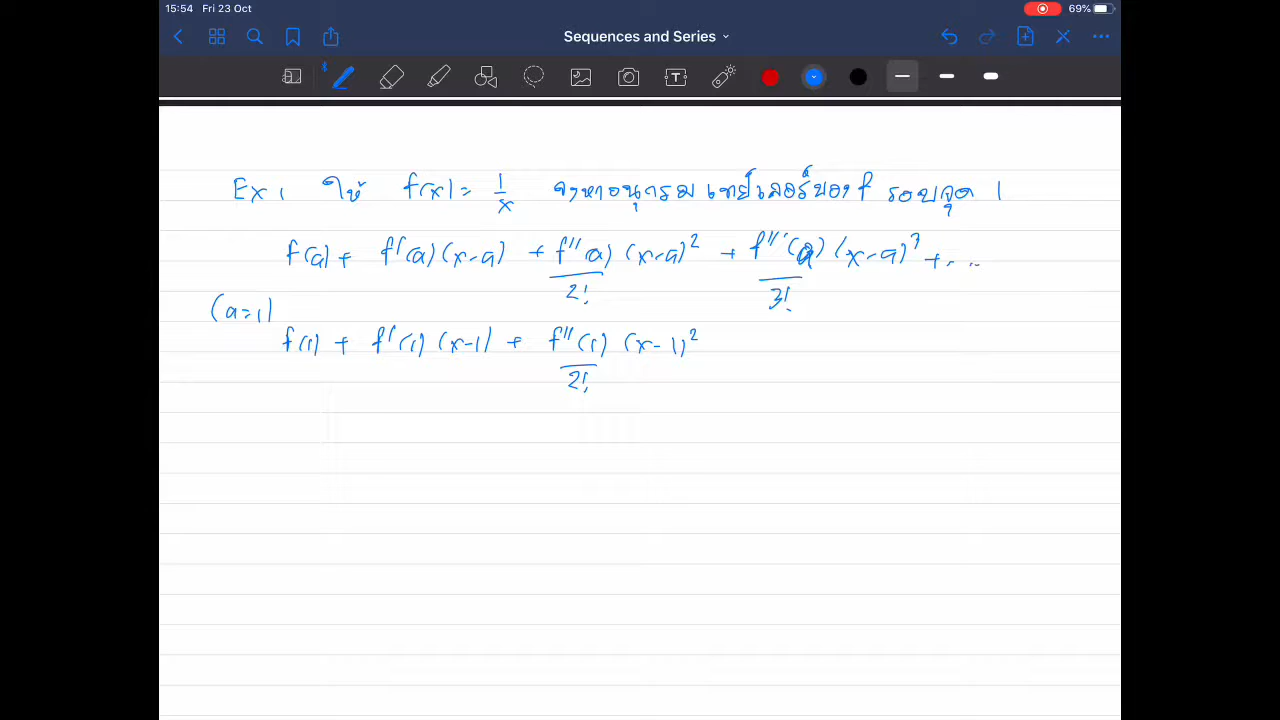 15:54 Fri 23 Oct
69%
Sequences and Series
T
Ex 1 ให้ f(x) = 1/x จงหาอนุกรมเทย์เลอร์ของ f รอบจุด 1
f(a) + f'(a)(x-a) + f''(a)/2! (x-a)² + f'''(a)/3! (x-a)³ + ...
(a=1)
f(1) + f'(1)(x-1) + f''(1)/2! (x-1)²